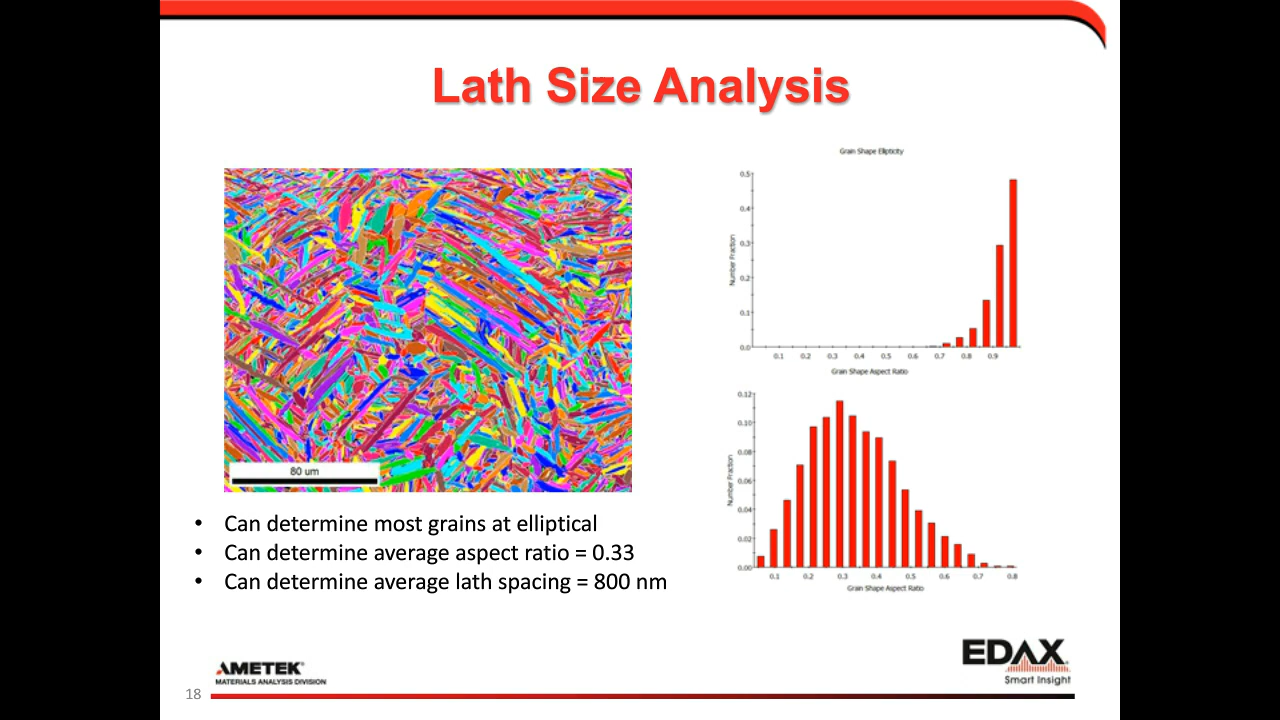 Lath Size Analysis
80 um
• Can determine most grains at elliptical
• Can determine average aspect ratio = 0.33
• Can determine average lath spacing = 800 nm
Grain Shape Ellipticity
Number Fraction
0.5
0.4
0.3
0.2
0.1
0.0
0.1 0.2 0.3 0.4 0.5 0.6 0.7 0.8 0.9
Grain Shape Aspect Ratio
Number Fraction
0.12
0.10
0.08
0.06
0.04
0.02
0.00
0.1 0.2 0.3 0.4 0.5 0.6 0.7 0.8
Grain Shape Aspect Ratio
AMETEK®
MATERIALS ANALYSIS DIVISION
EDAX
Smart Insight
18